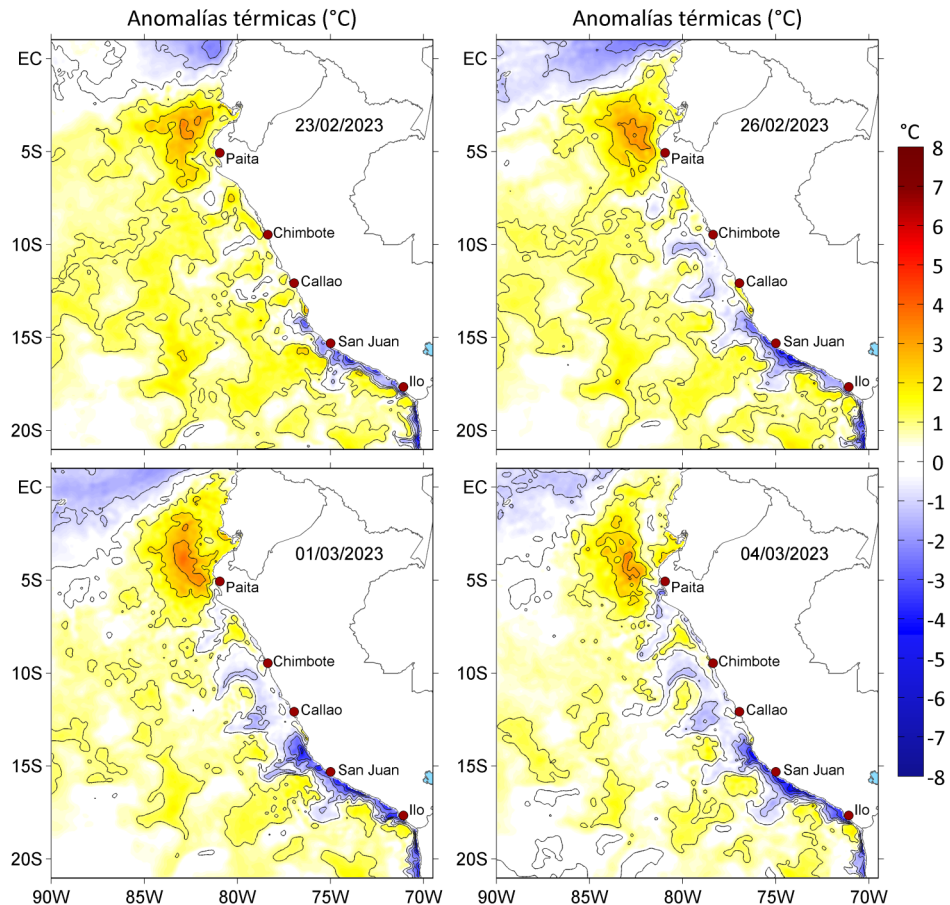 Anomalías térmicas (°C)
Anomalías térmicas (°C)
EC
5S
10S
15S
20S
23/02/2023
Paita
Chimbote
Callao
San Juan
Ilo
EC
5S
10S
15S
20S
26/02/2023
Paita
Chimbote
Callao
San Juan
Ilo
°C
8
7
6
5
4
3
2
1
0
-1
-2
-3
-4
-5
-6
-7
-8
EC
5S
10S
15S
20S
01/03/2023
Paita
Chimbote
Callao
San Juan
Ilo
90W 85W 80W 75W 70W
EC
5S
10S
15S
20S
04/03/2023
Paita
Chimbote
Callao
San Juan
Ilo
90W 85W 80W 75W 70W